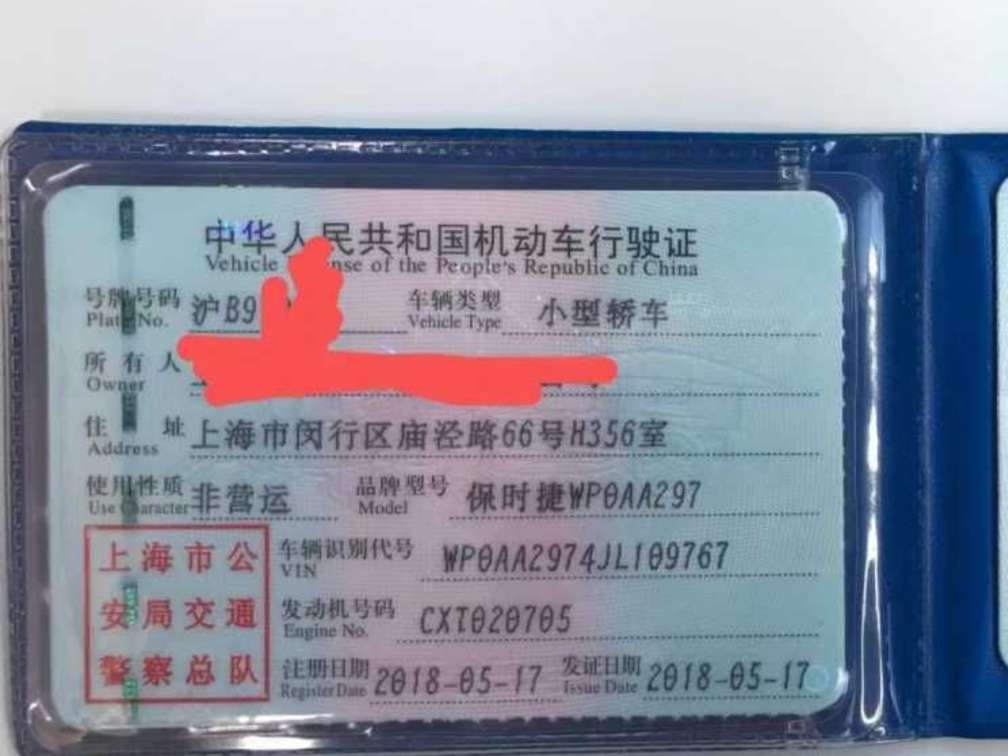 中华人民共和国机动车行驶证
Vehicle of the People's Republic of China
号牌号码 沪B9 车辆类型 小型轿车
Plate No. Vehicle Type
所有人
Owner
住址 上海市闵行区庙泾路66号H356室
Address
使用性质 非营运 品牌型号 保时捷WP0AA297
Use Character Model
上海市公 车辆识别代号 WP0AA2974JL109767
VIN
安局交通 发动机号码 CXT020705
Engine No.
警察总队 注册日期 2018-05-17 发证日期 2018-05-17
Register Date Issue Date